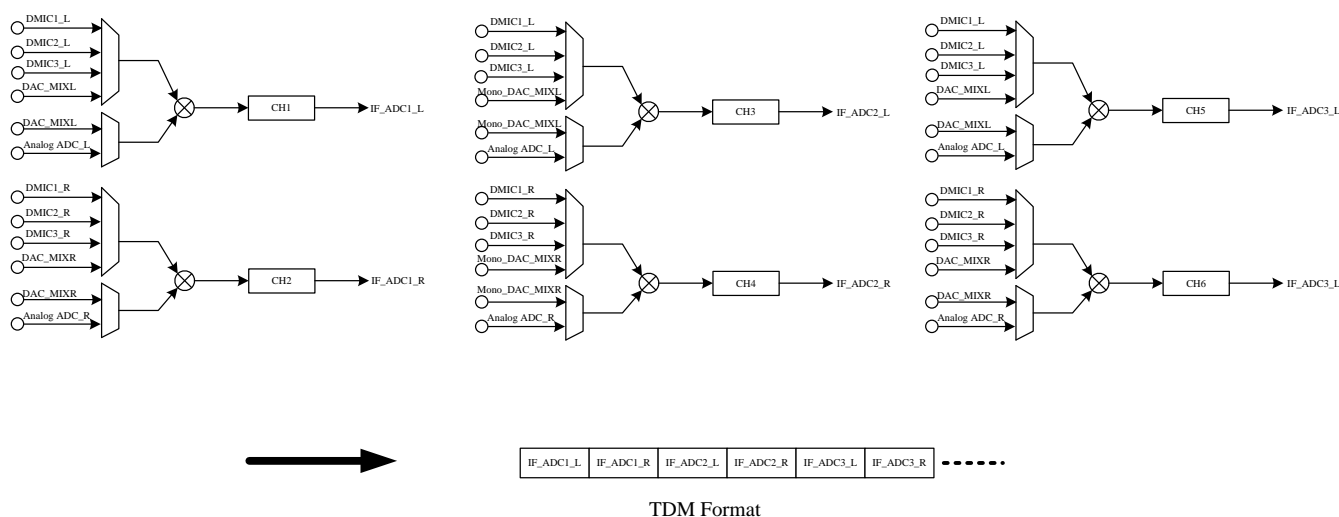 DMIC1_L
DMIC2_L
DMIC3_L
DAC_MIXL
DAC_MIXL
Analog ADC_L
CH1
IF_ADC1_L
DMIC1_L
DMIC2_L
DMIC3_L
Mono_DAC_MIXL
Mono_DAC_MIXL
Analog ADC_L
CH3
IF_ADC2_L
DMIC1_L
DMIC2_L
DMIC3_L
DAC_MIXL
DAC_MIXL
Analog ADC_L
CH5
IF_ADC3_L
DMIC1_R
DMIC2_R
DMIC3_R
DAC_MIXR
DAC_MIXR
Analog ADC_R
CH2
IF_ADC1_R
DMIC1_R
DMIC2_R
DMIC3_R
Mono_DAC_MIXR
Mono_DAC_MIXR
Analog ADC_R
CH4
IF_ADC2_R
DMIC1_R
DMIC2_R
DMIC3_R
DAC_MIXR
DAC_MIXR
Analog ADC_R
CH6
IF_ADC3_L
IF_ADC1_L IF_ADC1_R IF_ADC2_L IF_ADC2_R IF_ADC3_L IF_ADC3_R
TDM Format